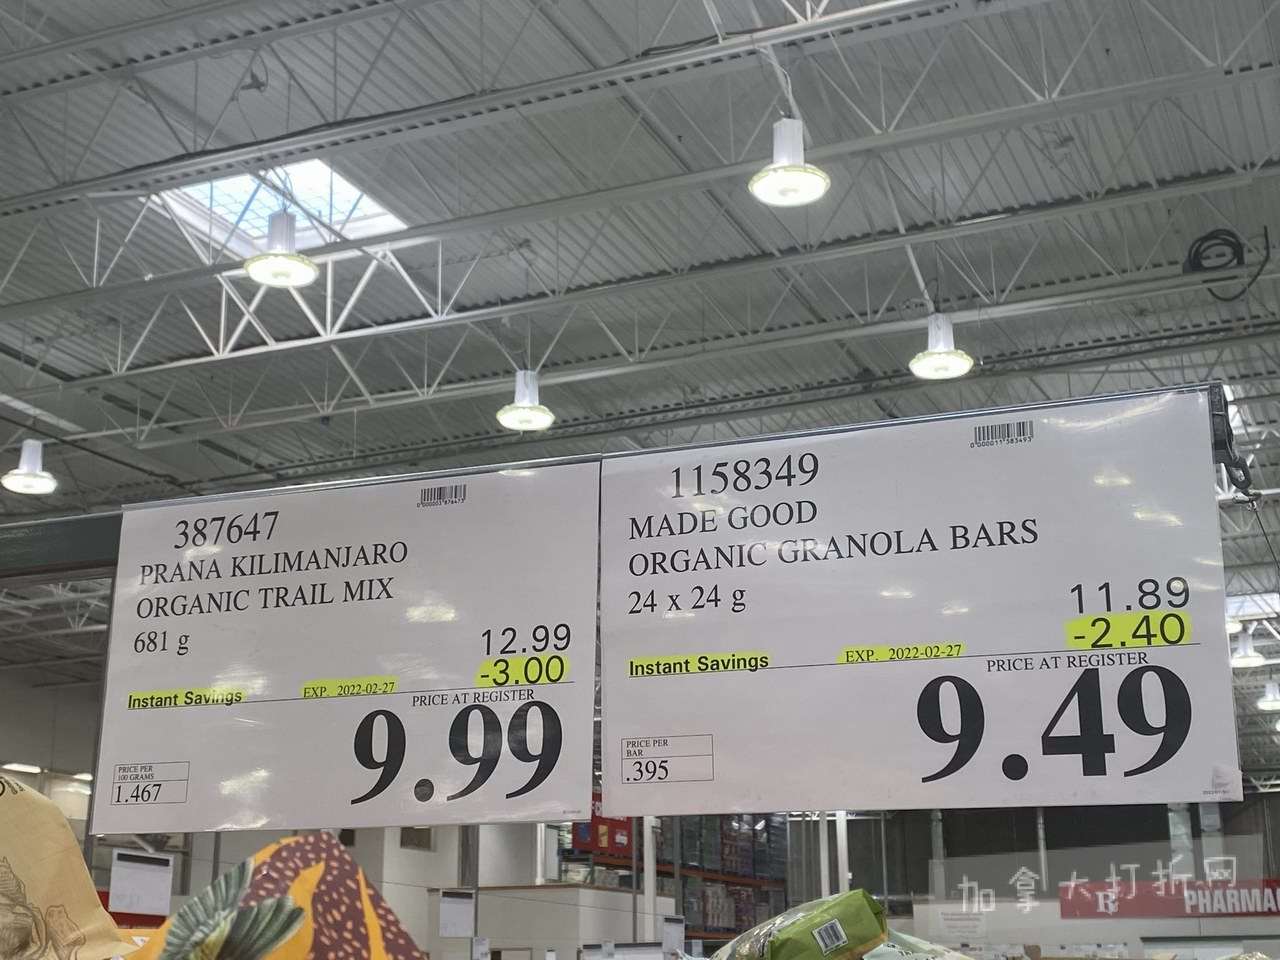 387647
PRANA KILIMANJARO
ORGANIC TRAIL MIX
681 g
12.99
-3.00
Instant Savings
EXP. 2022-02-27
PRICE AT REGISTER
9.99
PRICE PER
100 GRAMS
1.467
1158349
MADE GOOD
ORGANIC GRANOLA BARS
24 x 24 g
11.89
-2.40
Instant Savings
EXP. 2022-02-27
PRICE AT REGISTER
9.49
PRICE PER
BAR
.395
加拿大打折网
PHARMA